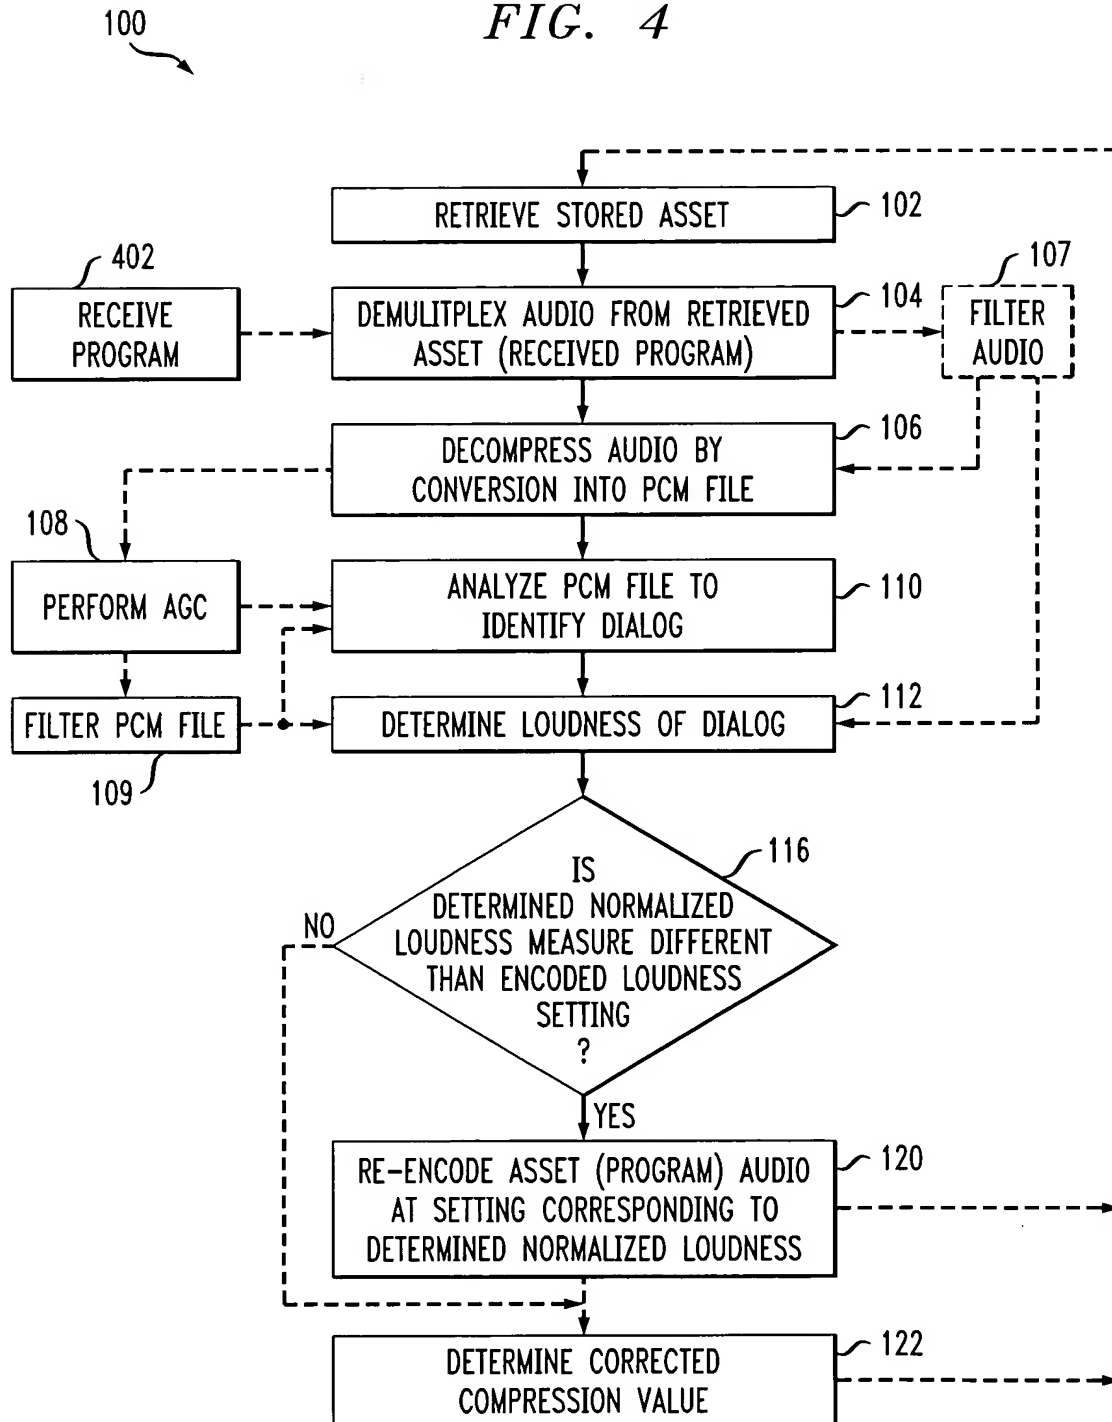 FIG. 4
100
RETRIEVE STORED ASSET
102
402
RECEIVE
PROGRAM
DEMULITPLEX AUDIO FROM RETRIEVED
ASSET (RECEIVED PROGRAM)
104
107
FILTER
AUDIO
DECOMPRESS AUDIO BY
CONVERSION INTO PCM FILE
106
108
PERFORM AGC
ANALYZE PCM FILE TO
IDENTIFY DIALOG
110
FILTER PCM FILE
109
DETERMINE LOUDNESS OF DIALOG
112
IS
DETERMINED NORMALIZED
LOUDNESS MEASURE DIFFERENT
THAN ENCODED LOUDNESS
SETTING
?
116
NO
YES
RE-ENCODE ASSET (PROGRAM) AUDIO
AT SETTING CORRESPONDING TO
DETERMINED NORMALIZED LOUDNESS
120
DETERMINE CORRECTED
COMPRESSION VALUE
122